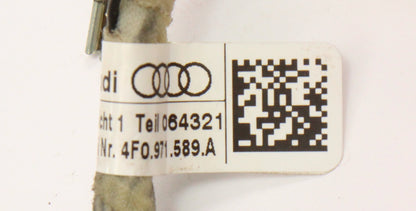 di
cht 1 Teil 064321
Nr. 4F0.971.589.A